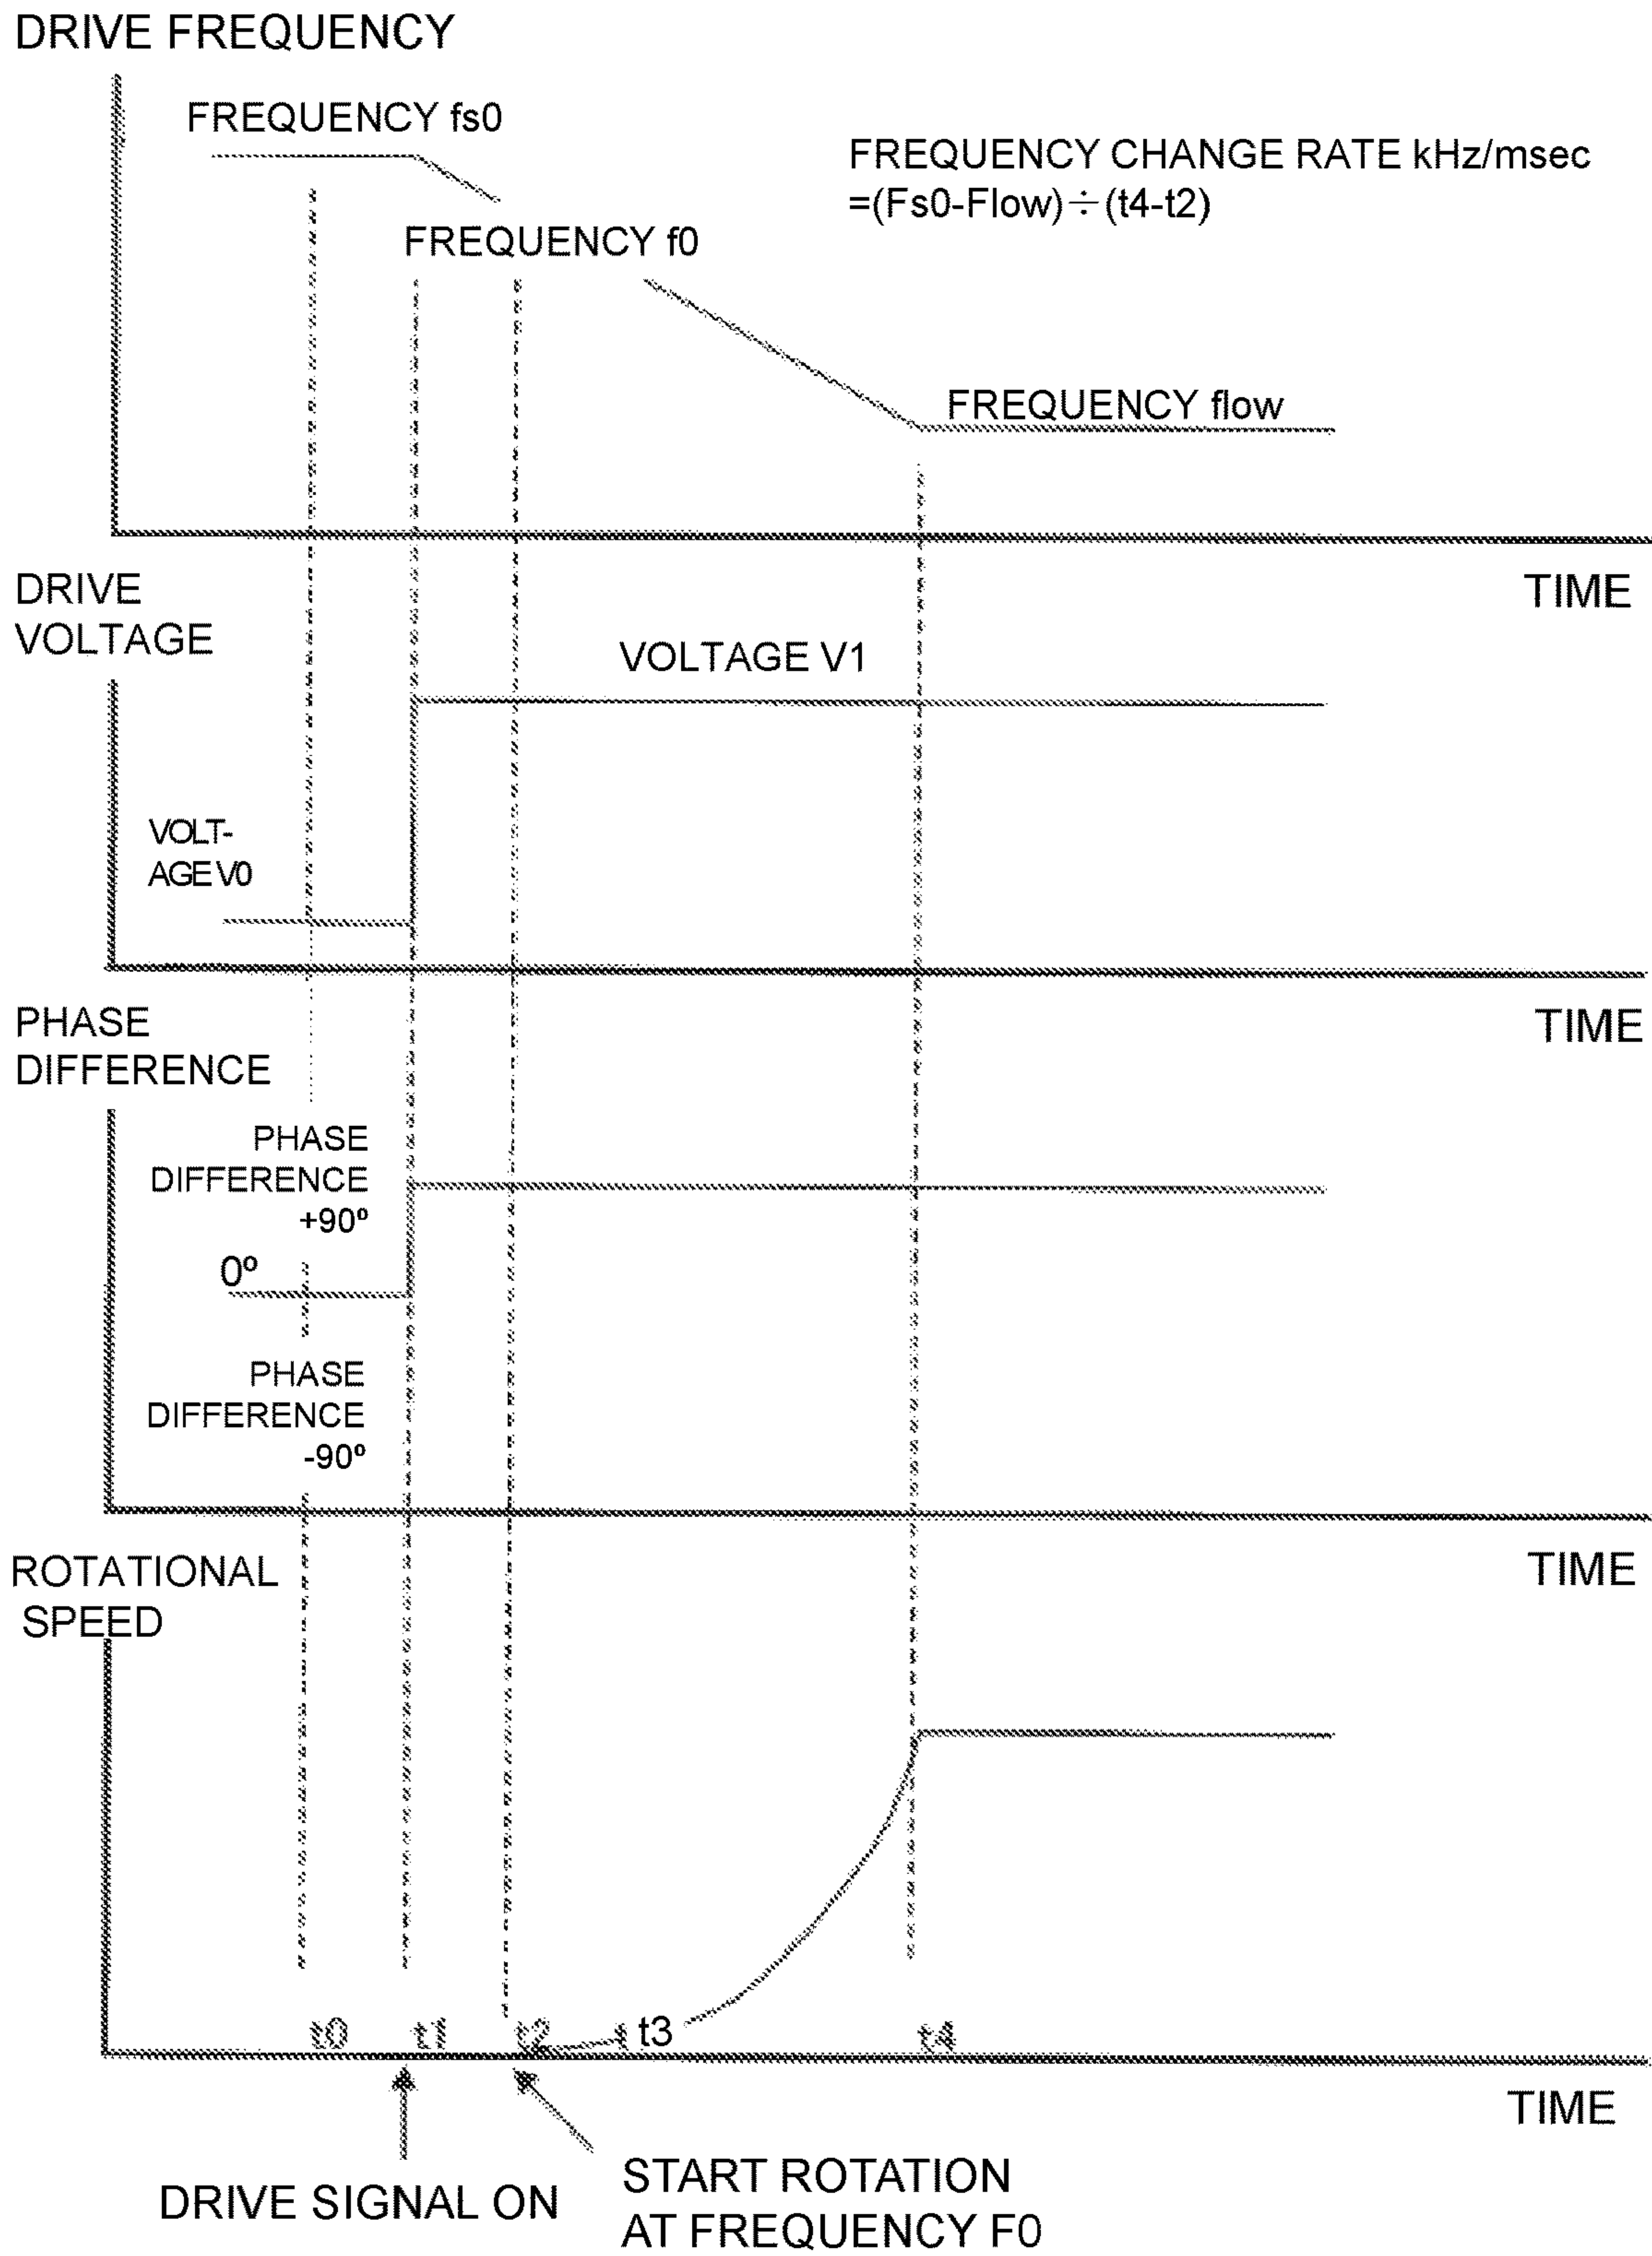 DRIVE FREQUENCY
FREQUENCY fs0
FREQUENCY CHANGE RATE kHz/msec
=(Fs0-Flow)÷(t4-t2)
FREQUENCY f0
FREQUENCY flow
TIME
DRIVE
VOLTAGE
VOLTAGE V1
VOLT-
AGE V0
TIME
PHASE
DIFFERENCE
PHASE
DIFFERENCE
+90º
0º
PHASE
DIFFERENCE
-90º
TIME
ROTATIONAL
SPEED
t0 t1 t2 t3 t4
TIME
DRIVE SIGNAL ON
START ROTATION
AT FREQUENCY F0